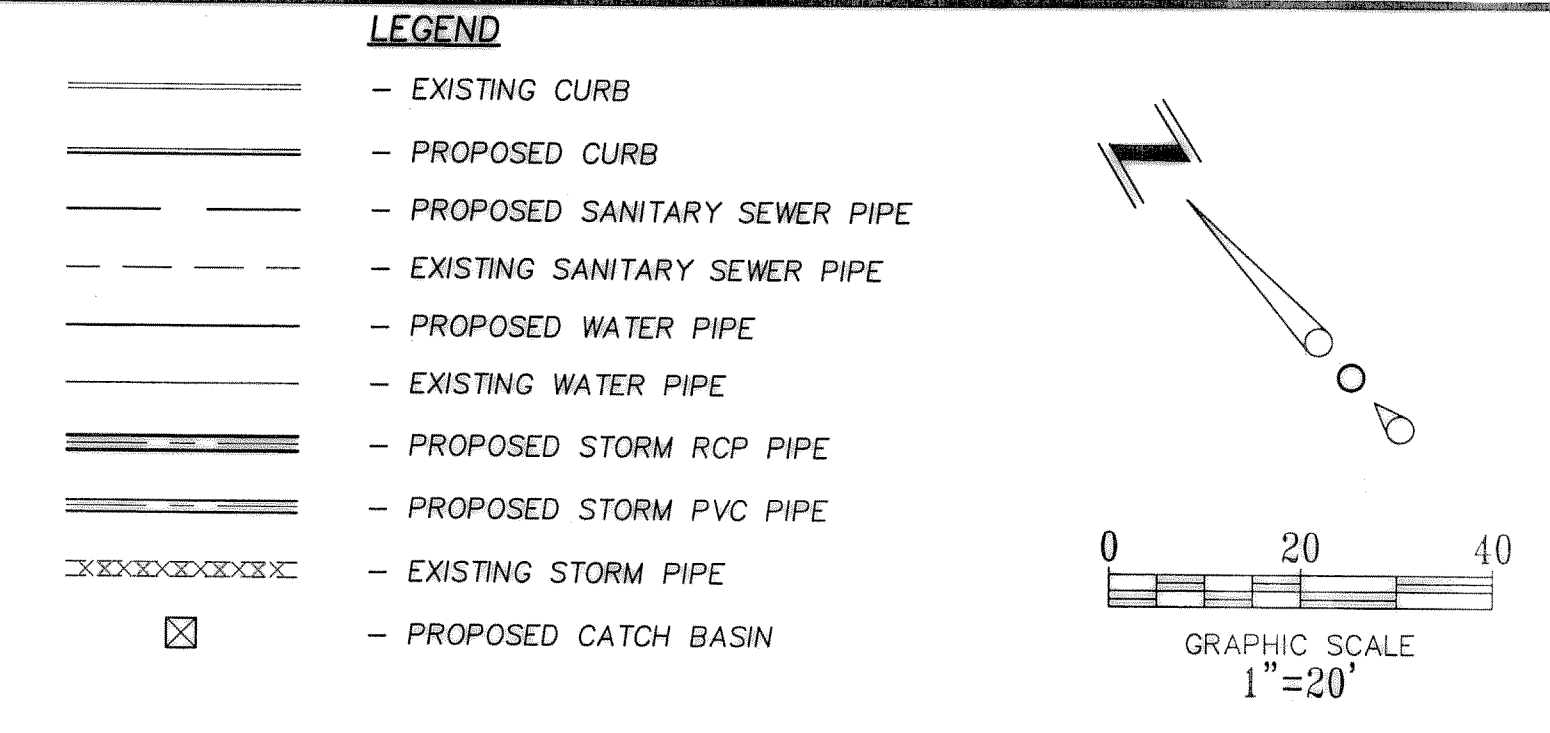 LEGEND
– EXISTING CURB
– PROPOSED CURB
– PROPOSED SANITARY SEWER PIPE
– EXISTING SANITARY SEWER PIPE
– PROPOSED WATER PIPE
– EXISTING WATER PIPE
– PROPOSED STORM RCP PIPE
– PROPOSED STORM PVC PIPE
– EXISTING STORM PIPE
– PROPOSED CATCH BASIN
N
0 20 40
GRAPHIC SCALE
1"=20'